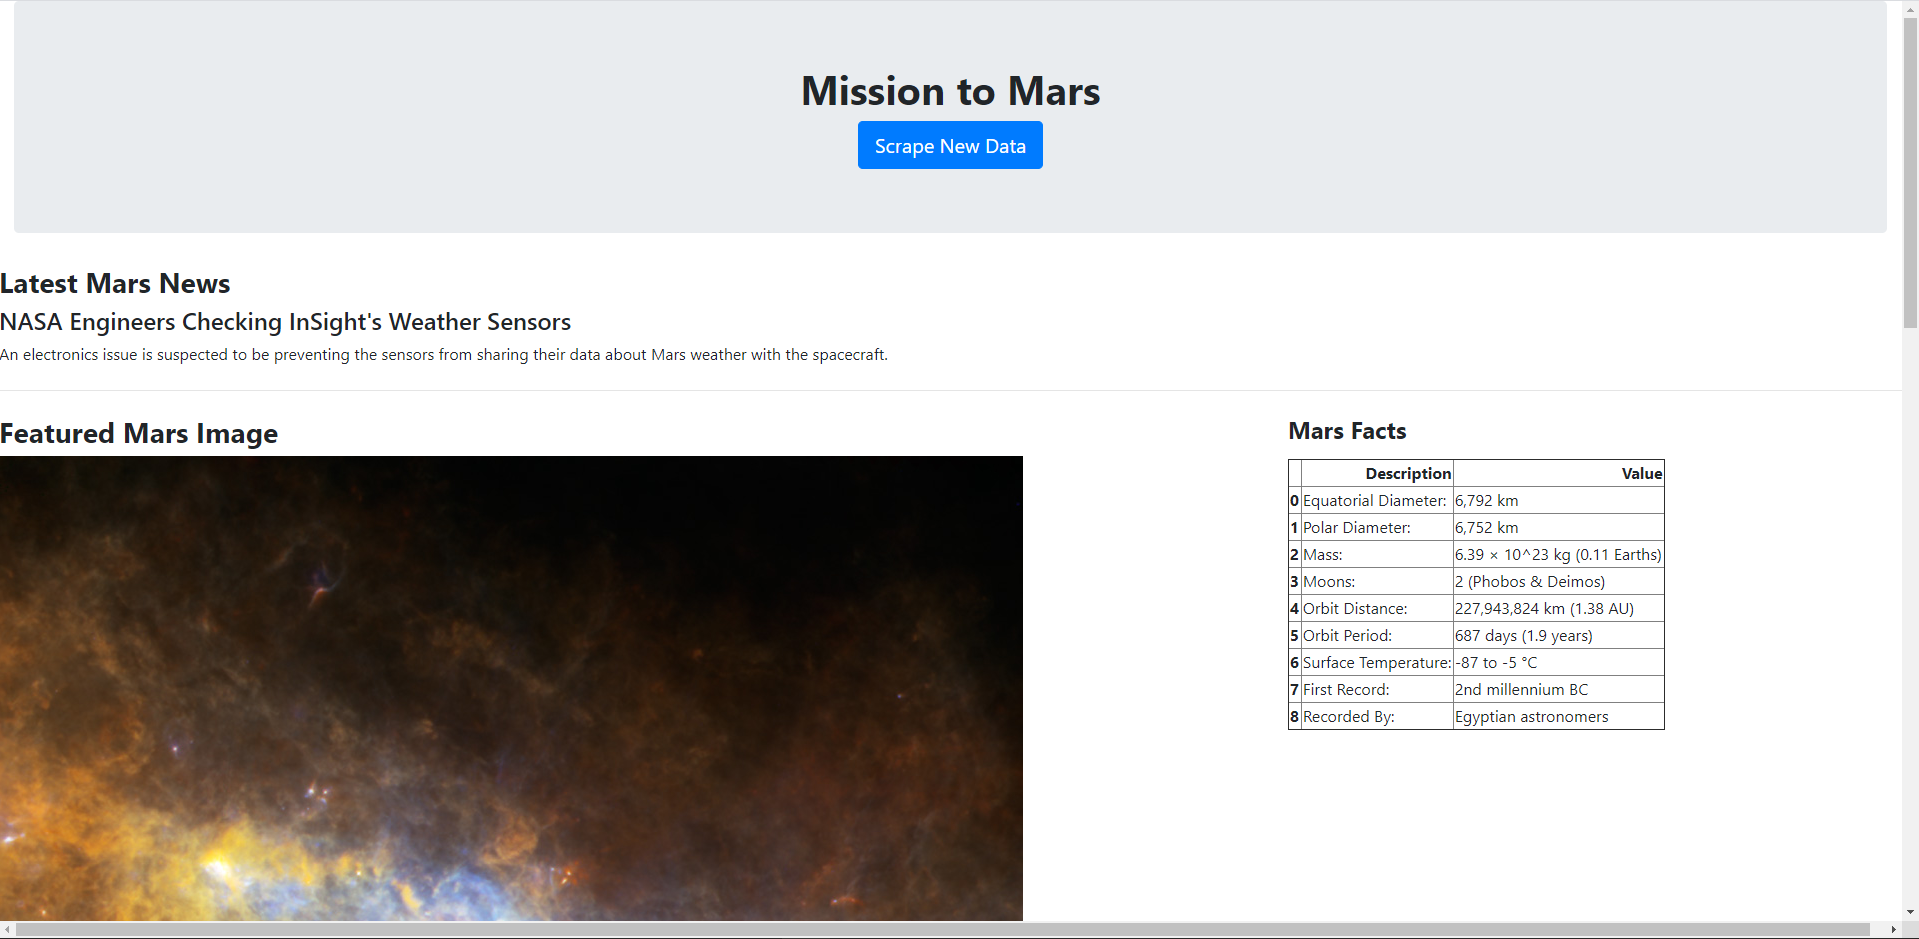 Mission to Mars
Scrape New Data
Latest Mars News
NASA Engineers Checking InSight's Weather Sensors
An electronics issue is suspected to be preventing the sensors from sharing their data about Mars weather with the spacecraft.
Featured Mars Image
Mars Facts
Description Value
0 Equatorial Diameter: 6,792 km
1 Polar Diameter: 6,752 km
2 Mass: 6.39 × 10^23 kg (0.11 Earths)
3 Moons: 2 (Phobos & Deimos)
4 Orbit Distance: 227,943,824 km (1.38 AU)
5 Orbit Period: 687 days (1.9 years)
6 Surface Temperature: -87 to -5 °C
7 First Record: 2nd millennium BC
8 Recorded By: Egyptian astronomers